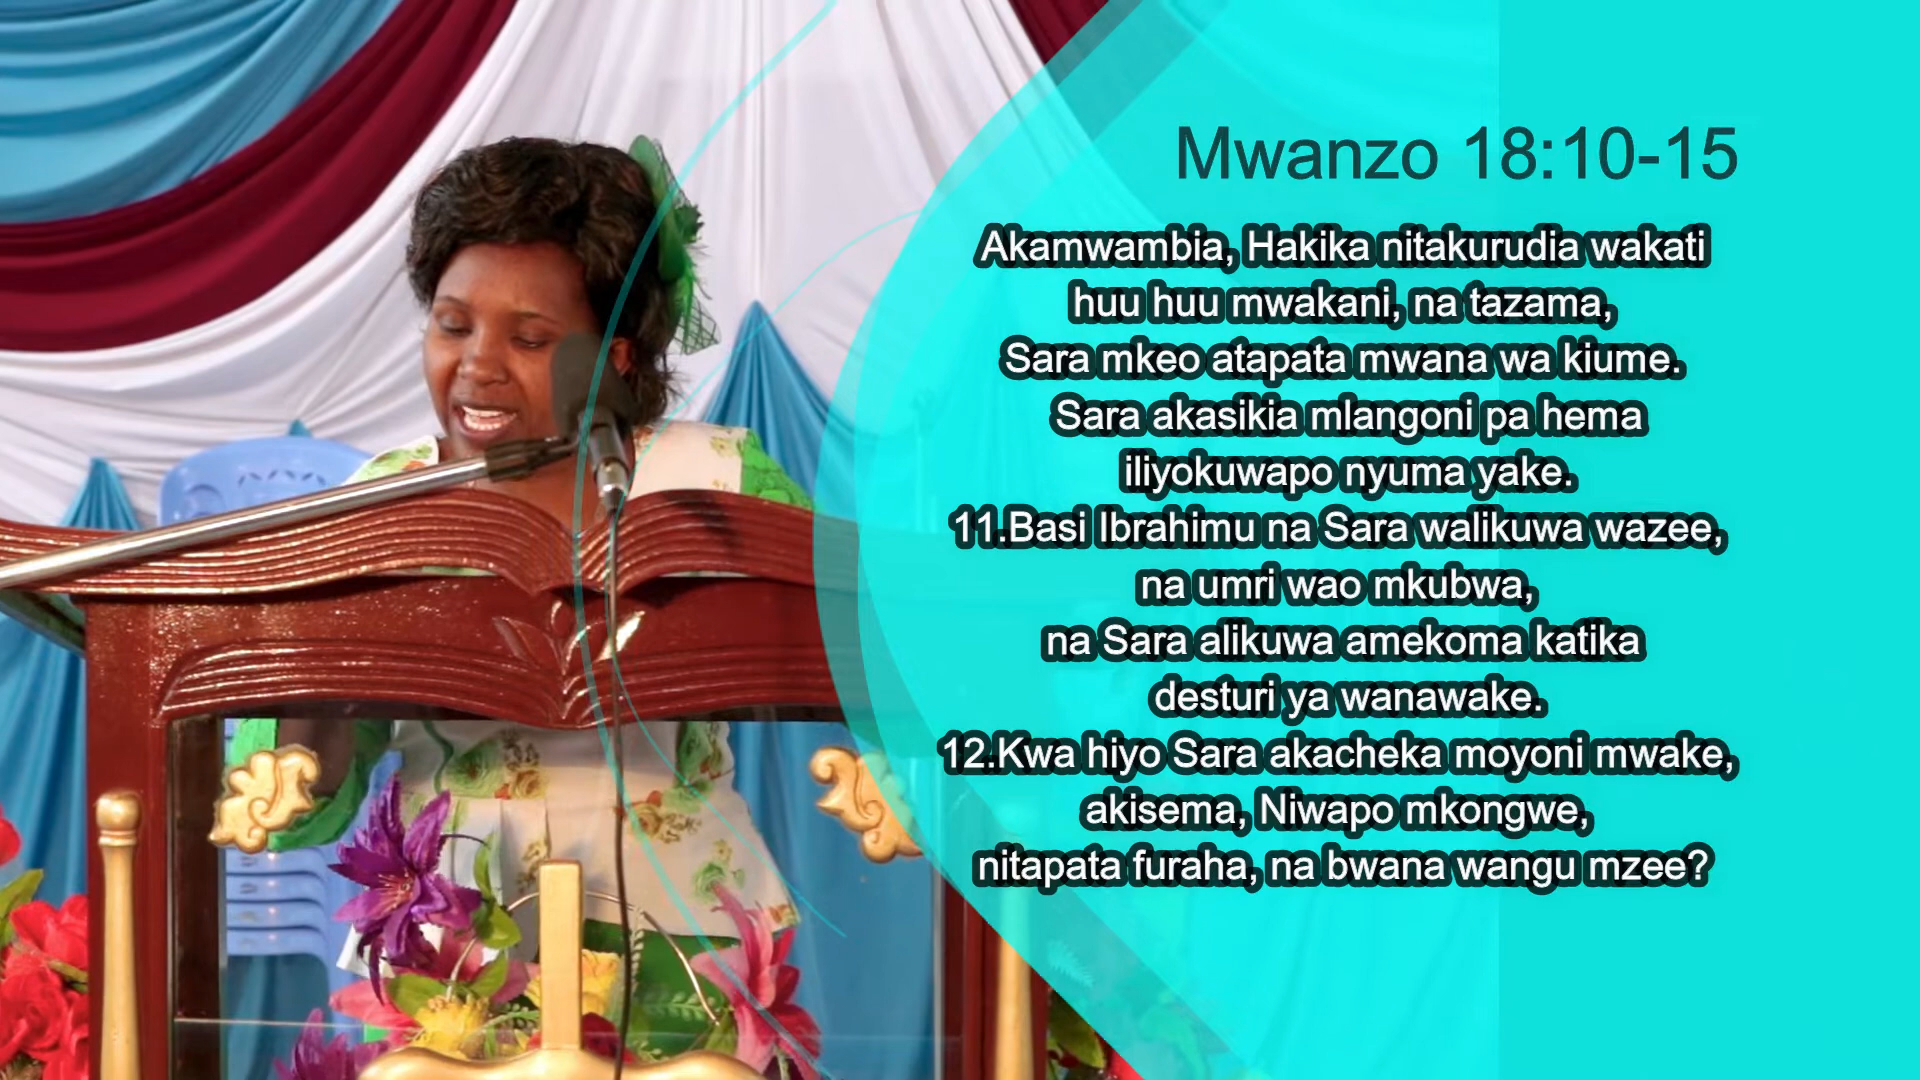 Mwanzo 18:10-15
Akamwambia, Hakika nitakurudia wakati
huu huu mwakani, na tazama,
Sara mkeo atapata mwana wa kiume.
Sara akasikia mlangoni pa hema
iliyokuwapo nyuma yake.
11.Basi Ibrahimu na Sara walikuwa wazee,
na umri wao mkubwa,
na Sara alikuwa amekoma katika
desturi ya wanawake.
12.Kwa hiyo Sara akacheka moyoni mwake,
akisema, Niwapo mkongwe,
nitapata furaha, na bwana wangu mzee?